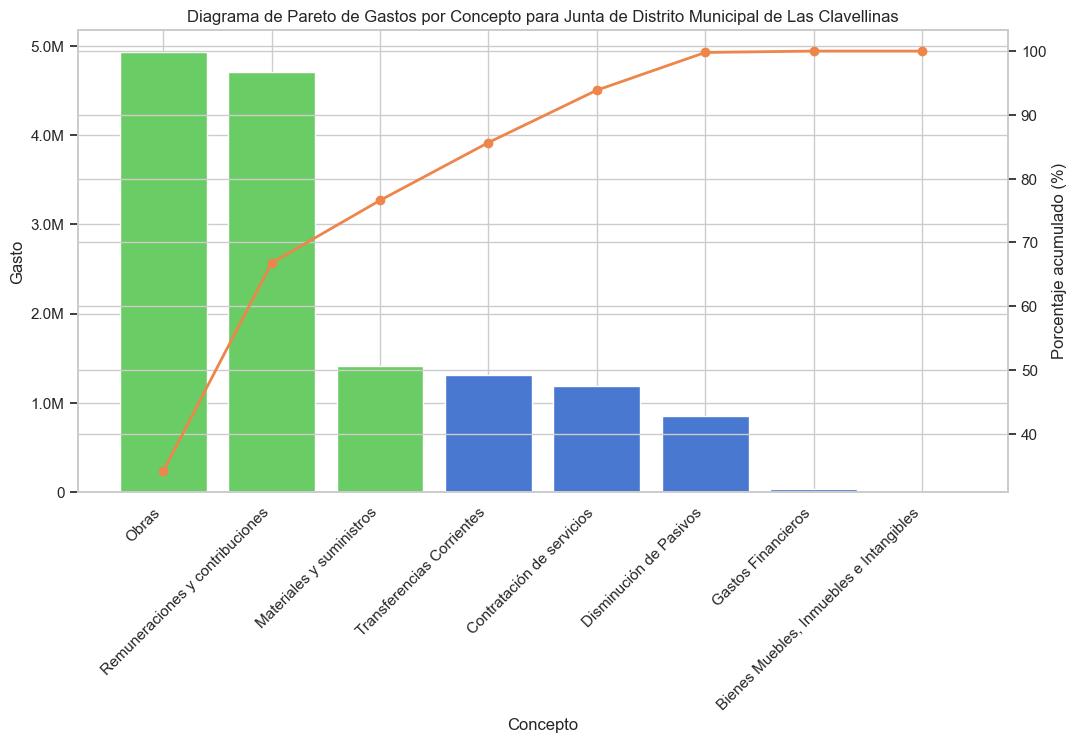 Diagrama de Pareto de Gastos por Concepto para Junta de Distrito Municipal de Las Clavellinas
5.0M
4.0M
3.0M
2.0M
1.0M
0
Gasto
100
90
80
70
60
50
40
Porcentaje acumulado (%)
Obras
Remuneraciones y contribuciones
Materiales y suministros
Transferencias Corrientes
Contratación de servicios
Disminución de Pasivos
Gastos Financieros
Bienes Muebles, Inmuebles e Intangibles
Concepto